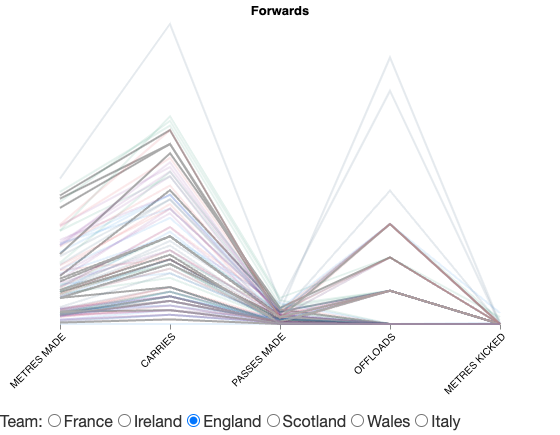 Forwards
METRES MADE
CARRIES
PASSES MADE
OFFLOADS
METRES KICKED
Team: France Ireland England Scotland Wales Italy